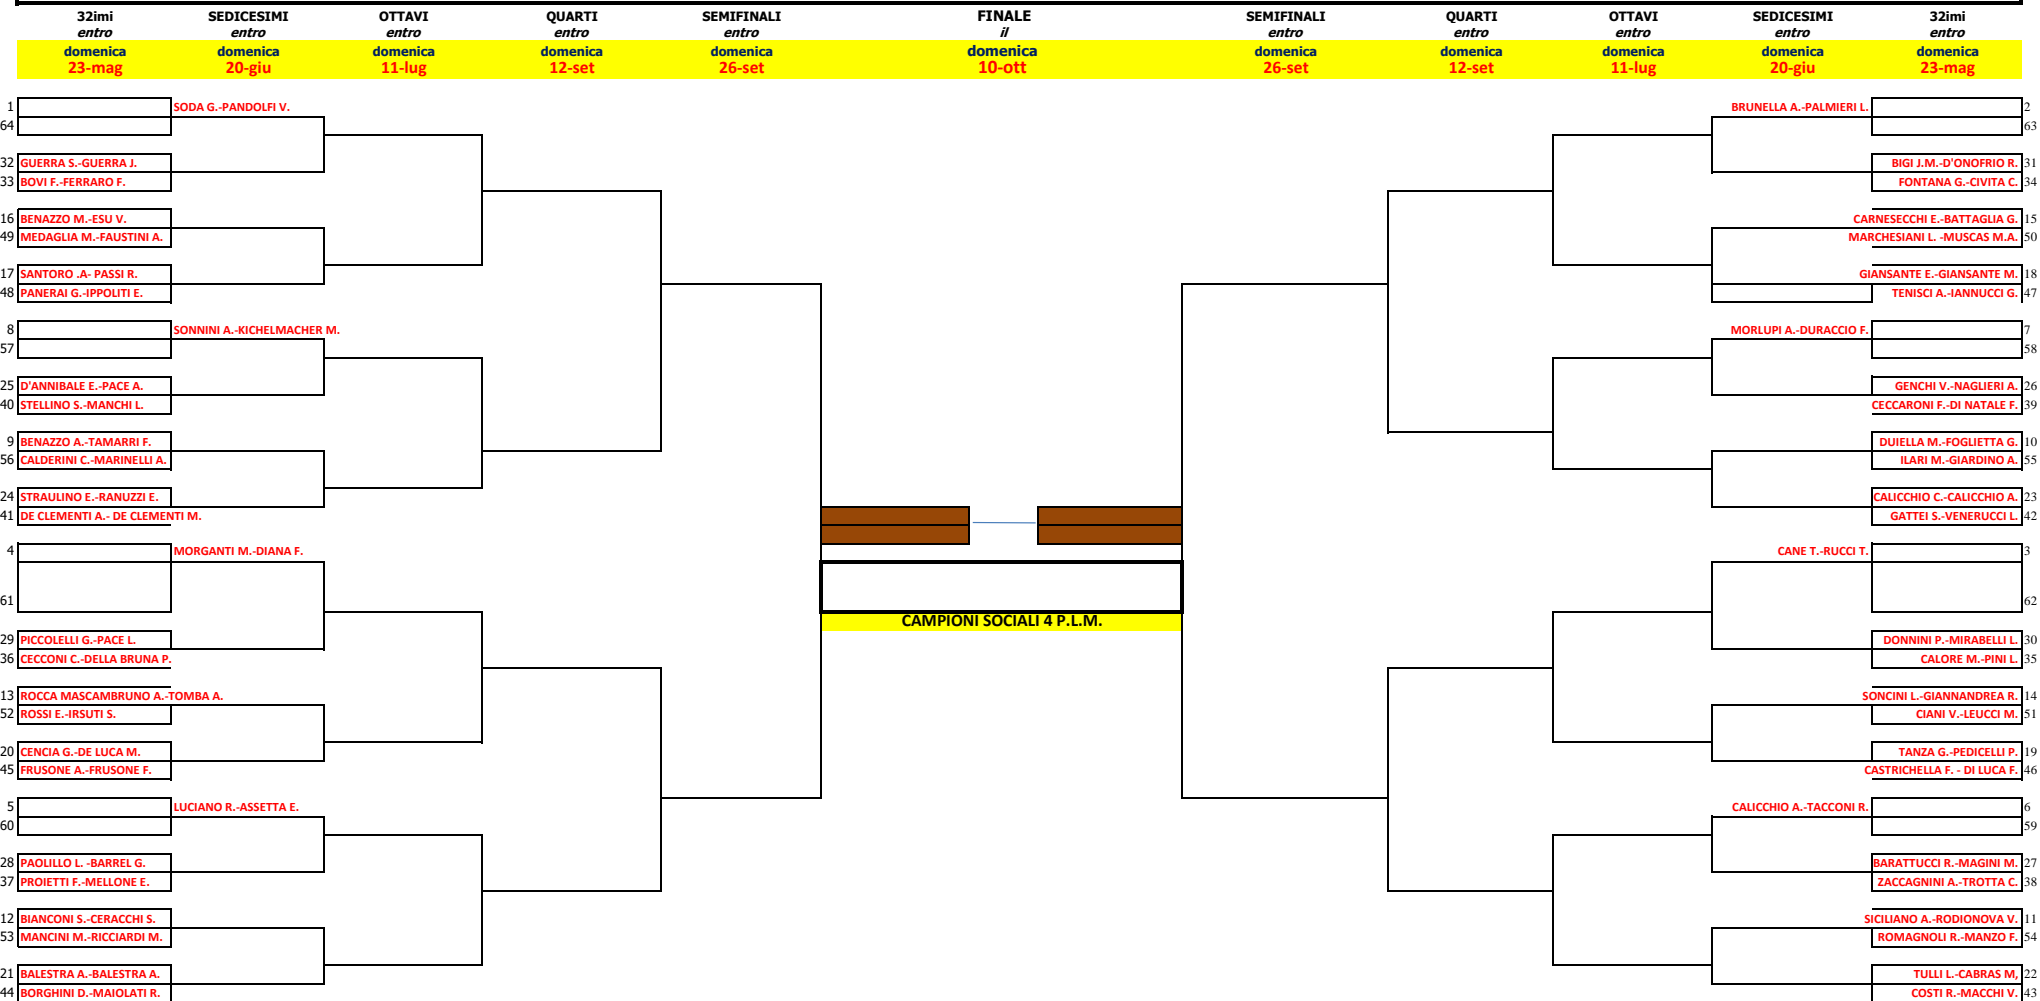 32imi SEDICESIMI OTTAVI QUARTI SEMIFINALI FINALE SEMIFINALI QUARTI OTTAVI SEDICESIMI 32imi
entro entro entro entro entro il entro entro entro entro entro
domenica domenica domenica domenica domenica domenica domenica domenica domenica domenica domenica
23-mag 20-giu 11-lug 12-set 26-set 10-ott 26-set 12-set 11-lug 20-giu 23-mag
1 SODA G.-PANDOLFI V. BRUNELLA A.-PALMIERI L. 2
64 63
32 GUERRA S.-GUERRA J. BIGI J.M.-D'ONOFRIO R. 31
33 BOVI F.-FERRARO F. FONTANA G.-CIVITA C. 34
16 BENAZZO M.-ESU V. CARNESECCHI E.-BATTAGLIA G. 15
49 MEDAGLIA M.-FAUSTINI A. MARCHESIANI L. -MUSCAS M.A. 50
17 SANTORO .A- PASSI R. GIANSANTE E.-GIANSANTE M. 18
48 PANERAI G.-IPPOLITI E. TENISCI A.-IANNUCCI G. 47
8 SONNINI A.-KICHELMACHER M. MORLUPI A.-DURACCIO F. 7
57 58
25 D'ANNIBALE E.-PACE A. GENCHI V.-NAGLIERI A. 26
40 STELLINO S.-MANCHI L. CECCARONI F.-DI NATALE F. 39
9 BENAZZO A.-TAMARRI F. DUIELLA M.-FOGLIETTA G. 10
56 CALDERINI C.-MARINELLI A. ILARI M.-GIARDINO A. 55
24 STRAULINO E.-RANUZZI E. CALICCHIO C.-CALICCHIO A. 23
41 DE CLEMENTI A.- DE CLEMENTI M. GATTEI S.-VENERUCCI L. 42
4 MORGANTI M.-DIANA F. CANE T.-RUCCI T. 3
61 62
CAMPIONI SOCIALI 4 P.L.M.
29 PICCOLELLI G.-PACE L. DONNINI P.-MIRABELLI L. 30
36 CECCONI C.-DELLA BRUNA P. CALORE M.-PINI L. 35
13 ROCCA MASCAMBRUNO A.-TOMBA A. SONCINI L.-GIANNANDREA R. 14
52 ROSSI E.-IRSUTI S. CIANI V.-LEUCCI M. 51
20 CENCIA G.-DE LUCA M. TANZA G.-PEDICELLI P. 19
45 FRUSONE A.-FRUSONE F. CASTRICHELLA F. - DI LUCA F. 46
5 LUCIANO R.-ASSETTA E. CALICCHIO A.-TACCONI R. 6
60 59
28 PAOLILLO L. -BARREL G. BARATTUCCI R.-MAGINI M. 27
37 PROIETTI F.-MELLONE E. ZACCAGNINI A.-TROTTA C. 38
12 BIANCONI S.-CERACCHI S. SICILIANO A.-RODIONOVA V. 11
53 MANCINI M.-RICCIARDI M. ROMAGNOLI R.-MANZO F. 54
21 BALESTRA A.-BALESTRA A. TULLI L.-CABRAS M, 22
44 BORGHINI D.-MAIOLATI R. COSTI R.-MACCHI V. 43